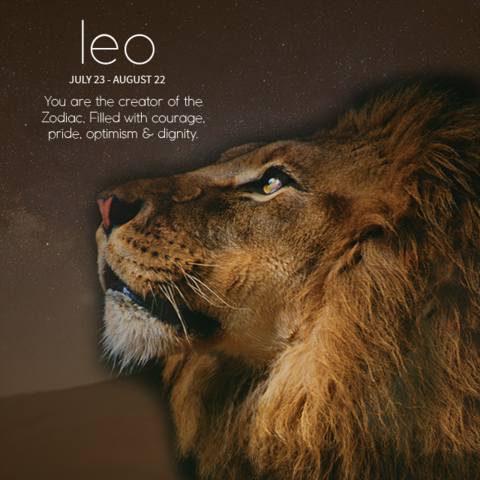 leo
JULY 23 - AUGUST 22
You are the creator of the
Zodiac. Filled with courage,
pride, optimism & dignity.